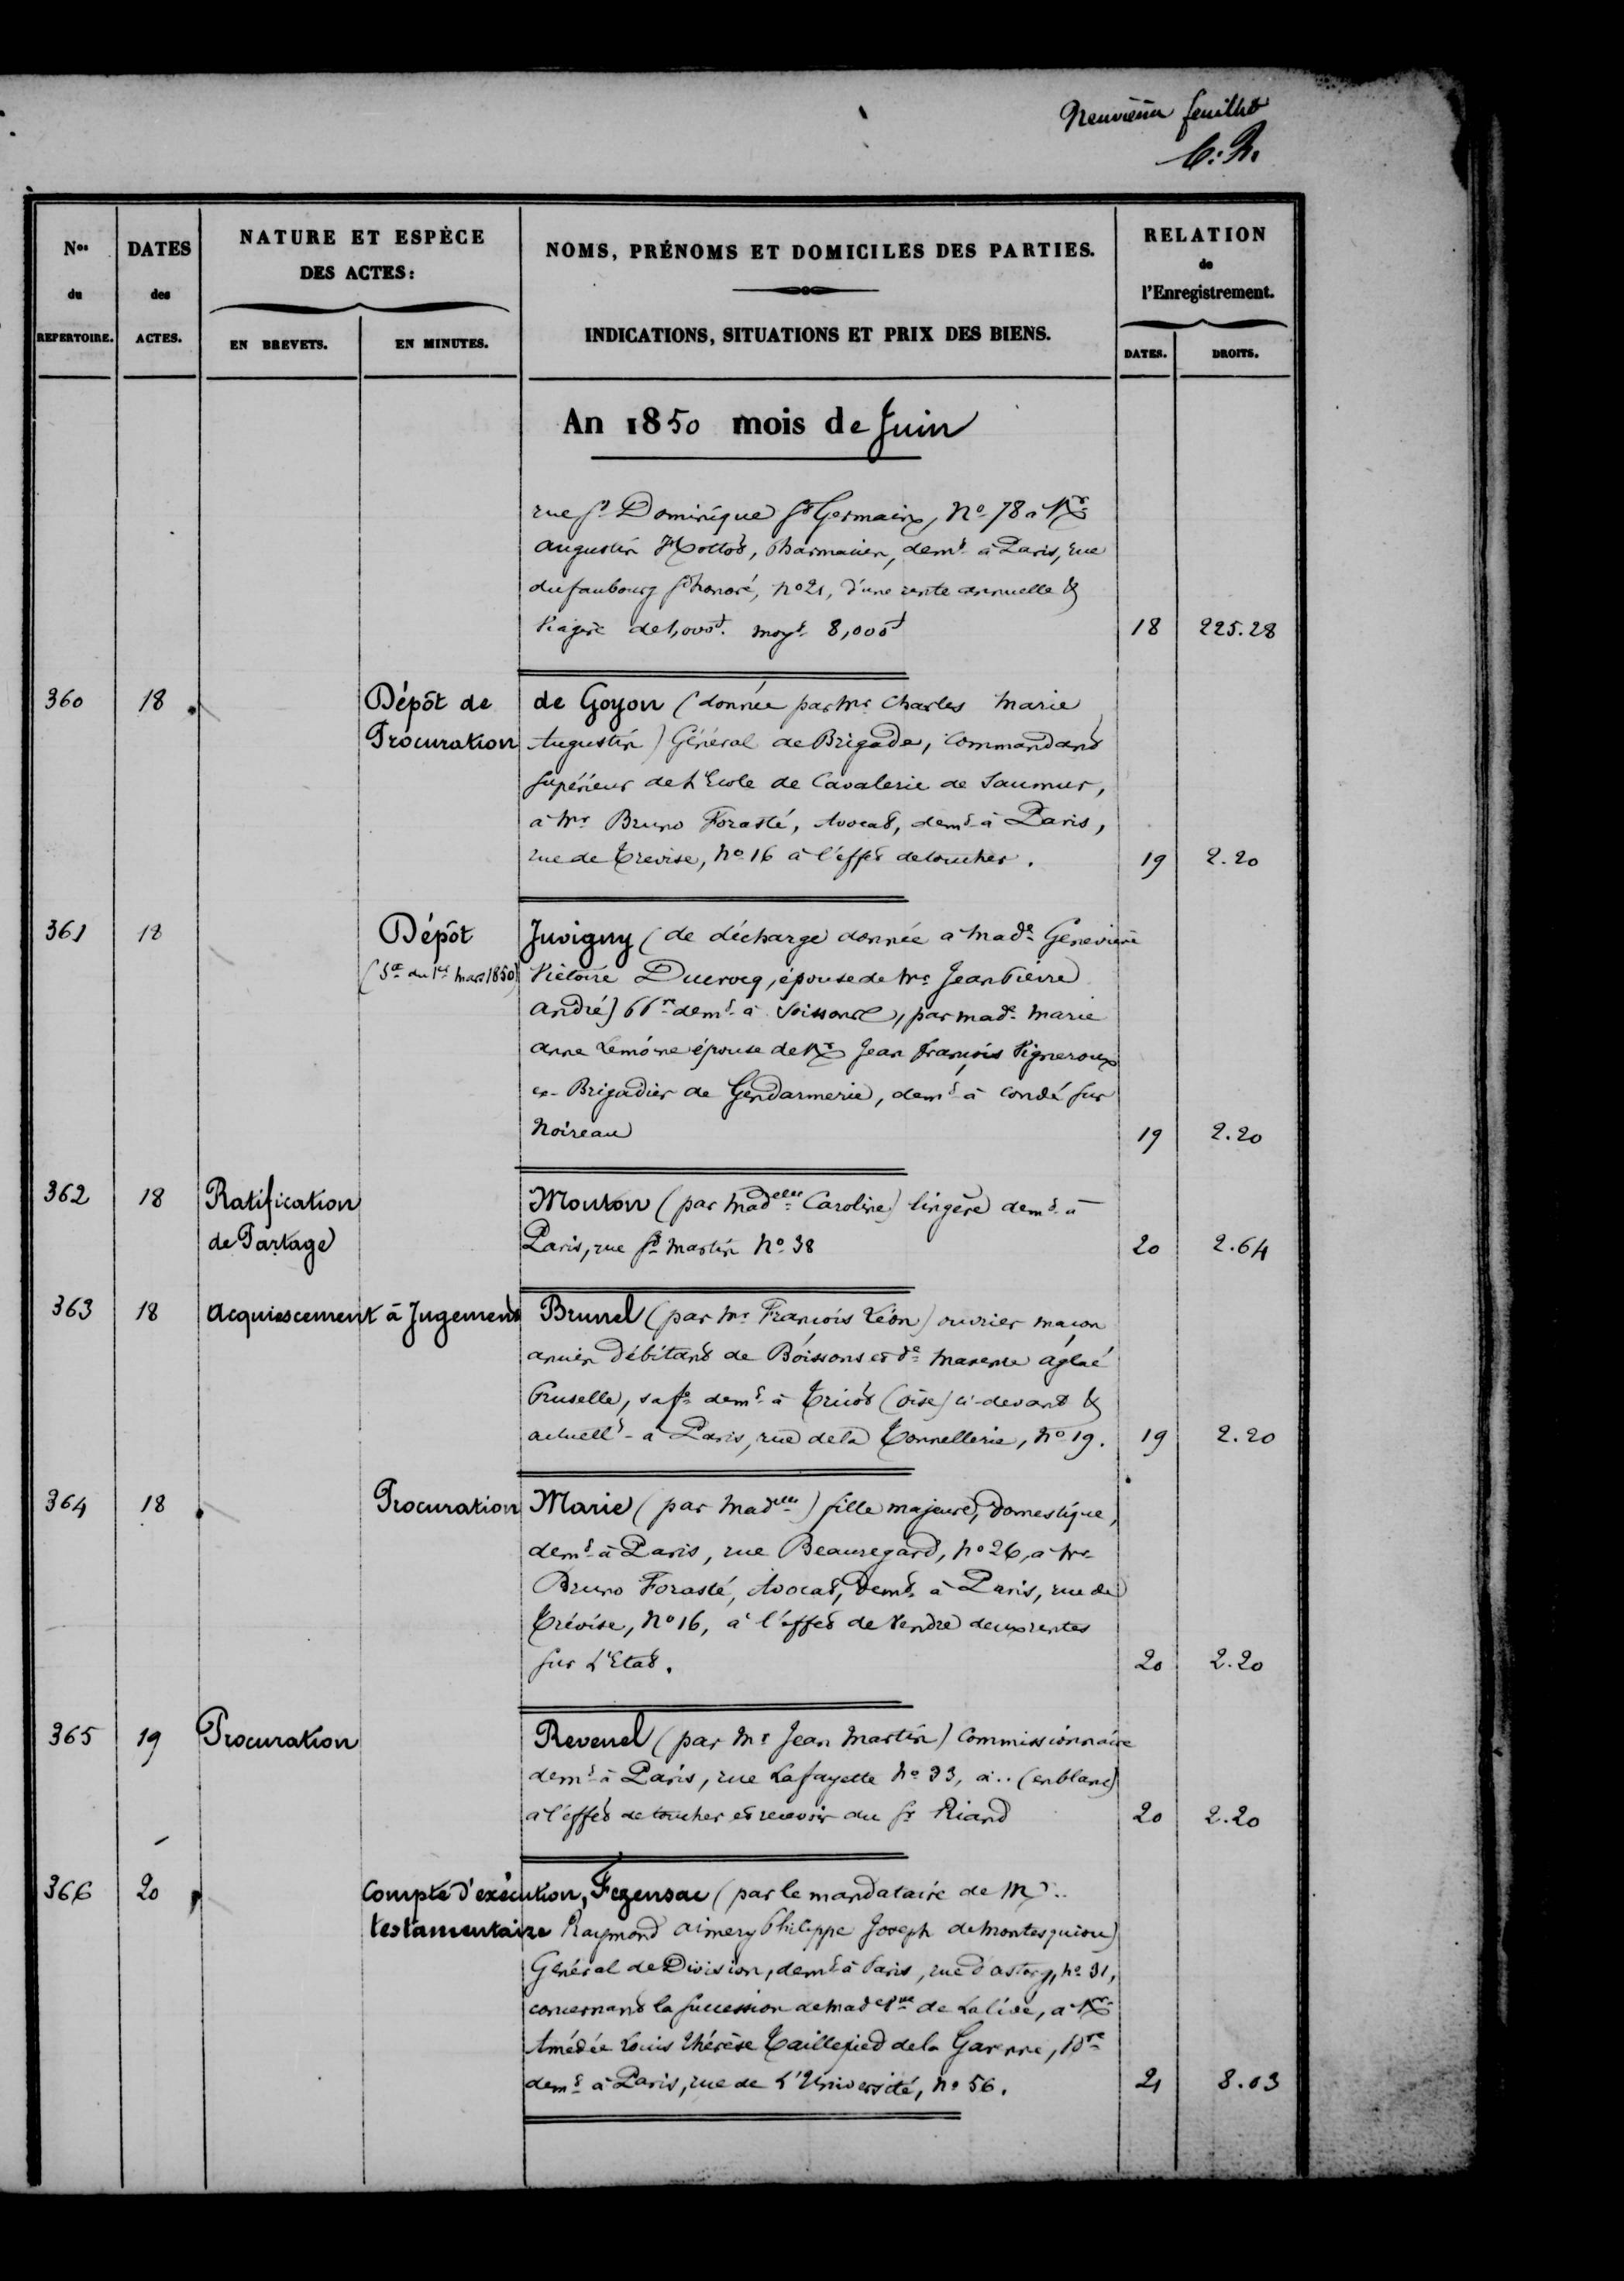 Neuvième feuillet
C. R.
Nos du REPERTOIRE.
DATES des ACTES.
NATURE ET ESPÈCE DES ACTES:
EN BREVETS.
EN MINUTES.
NOMS, PRÉNOMS ET DOMICILES DES PARTIES.
INDICATIONS, SITUATIONS ET PRIX DES BIENS.
RELATION de l'Enregistrement.
DATES.
DROITS.
An 1850 mois de Juin
rue St Dominique St Germain, No 78 à Mr
Augustin, Pharmacien, demt à Paris, rue
du faubourg St honoré, no 21, d'une rente annuelle &
Viagère de 1,000f. moyt 8,000f 18 225.28
360 18 Dépôt de de Goyon (donnée par Mr Charles Marie
Procuration Augustin) Général de Brigade, Commandant
Supérieur de L'Ecole de Cavalerie de Saumur,
à Mr Bruno Forasté, Avocat, demt à Paris,
rue de Trevise, No 16 à l'effet de toucher. 19 2.20
361 18 Dépôt Juvigny (de décharge donnée à Made Geneviève
(Sé du 1er Mars 1850) Victoire Ducrocq, épouse de Mr Jean Pierre
André) demt à Soissons, par Made Marie
Anne Lemoine épouse de Mr Jean François Vigneroux
ex-Brigadier de Gendarmerie, demt à Condé sur
Noireau 19 2.20
362 18 Ratification Mouton (par Madelle Caroline) lingère demt à
de Partage Paris, rue St Martin No 38 20 2.64
363 18 Acquiescement à Jugement Brunel (par Mr François Léon) ouvrier maçon
ancien Débitant de Boissons et de Maxence Aglaé
Pruselle, sa fe demt à Tricot (Oise) ci-devant &
actuellt à Paris, rue de la Tonnellerie, No 19. 19 2.20
364 18 Procuration Marie (par Madelle) fille majeure, Domestique,
demt à Paris, rue Beauregard, no 26, à Mr
Bruno Forasté, Avocat, Demt à Paris, rue de
Trévise, No 16, à l'effet de Vendre deux rentes
sur L'Etat. 20 2.20
365 19 Procuration Revenel (par Mr Jean Martin) Commissionnaire
demt à Paris, rue Lafayette No 33, à.. (en blanc)
à l'effet de toucher et recevoir du Sr Riand 20 2.20
366 20 Compte d'exécution, Fezensac (par le mandataire de Mr..
testamentaire Raymond Aimery Philippe Joseph de Montesquiou)
Général de Division, demt à Paris, rue d'Astorg, no 31,
concernant la succession de Made de Lalive, à Mr
Amédée Louis Thérèse Taillepied de la Garenne, Pre
demt à Paris, rue de L'Université, No 56. 21 8.03